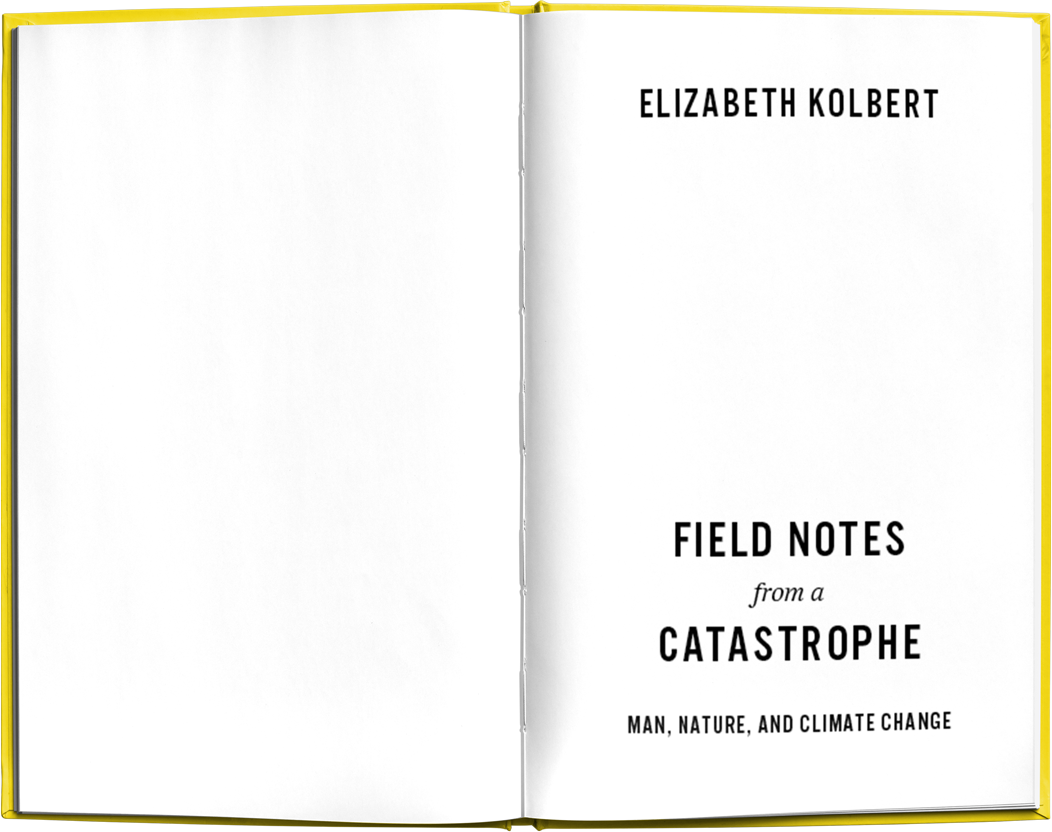 ELIZABETH KOLBERT
FIELD NOTES
from a
CATASTROPHE
MAN, NATURE, AND CLIMATE CHANGE